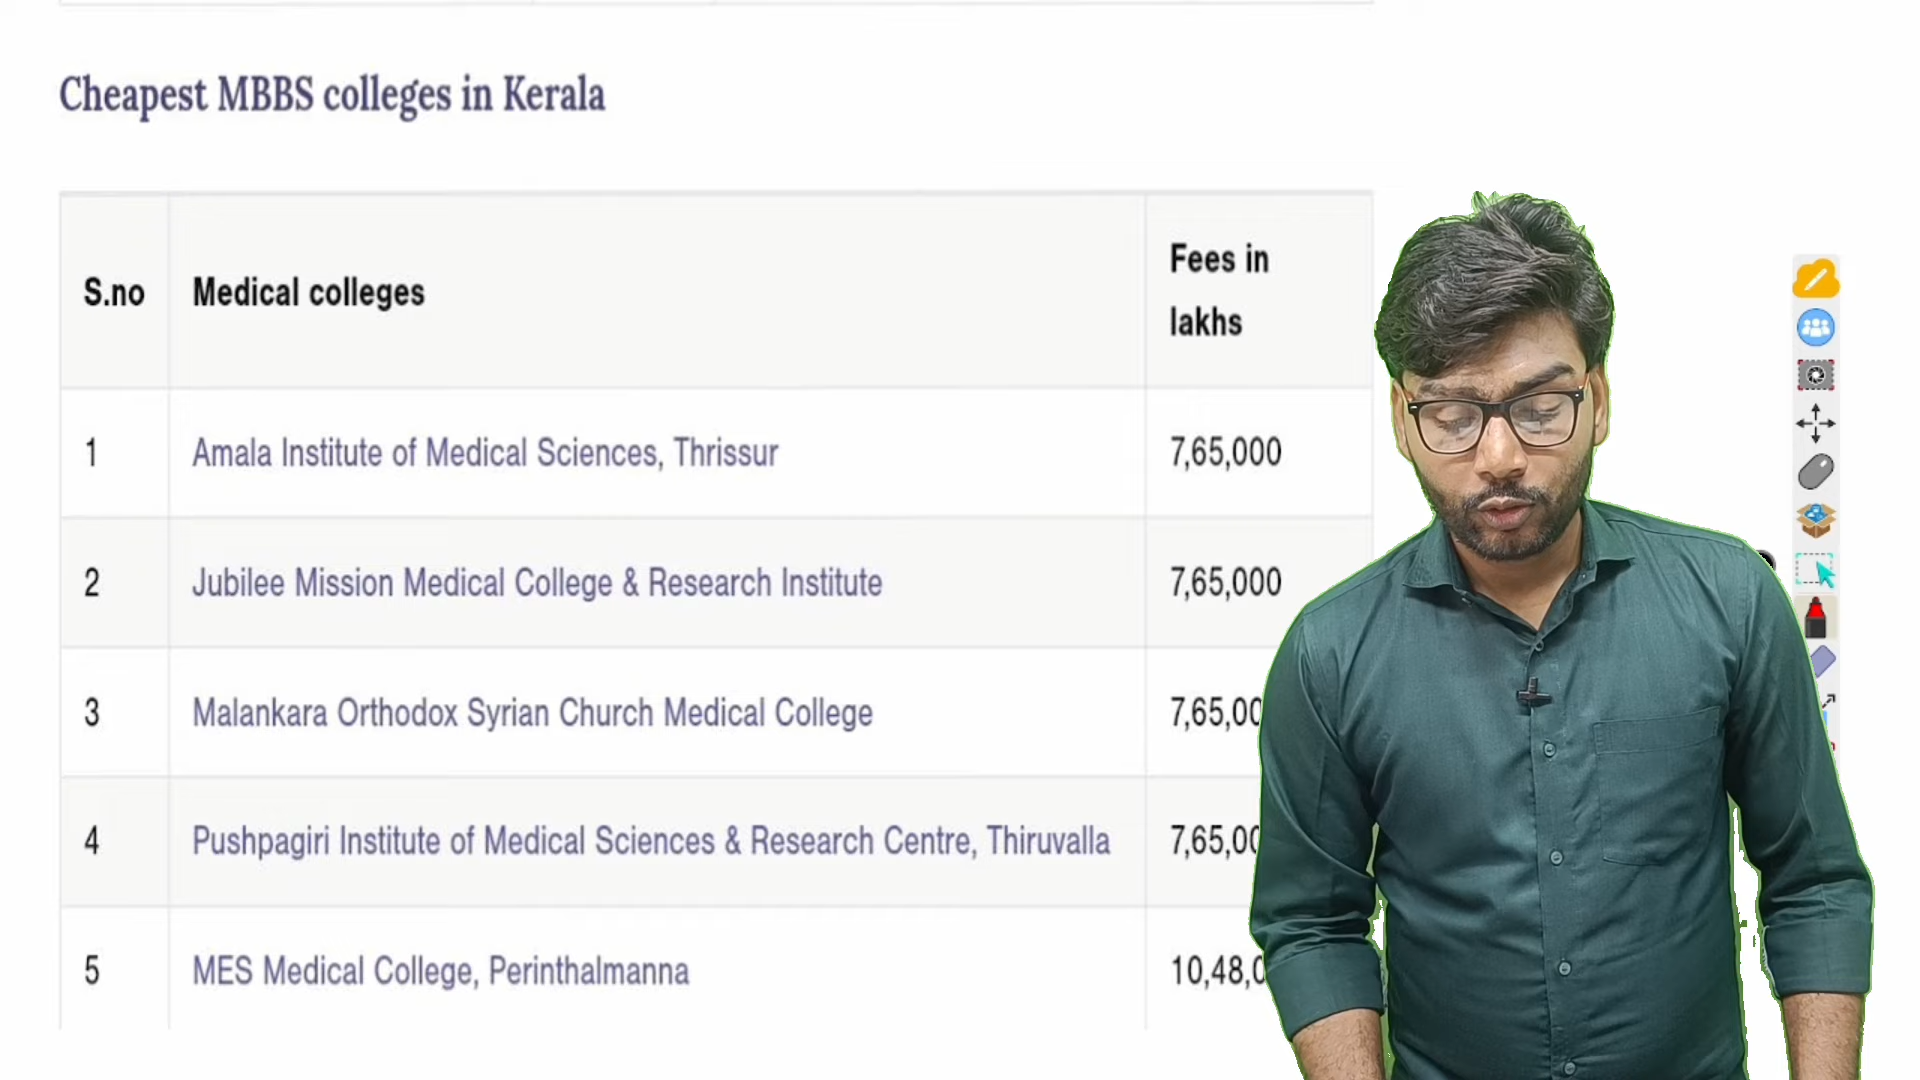 Cheapest MBBS colleges in Kerala
S.no Medical colleges Fees in lakhs
1 Amala Institute of Medical Sciences, Thrissur 7,65,000
2 Jubilee Mission Medical College & Research Institute 7,65,000
3 Malankara Orthodox Syrian Church Medical College
4 Pushpagiri Institute of Medical Sciences & Research Centre, Thiruvalla
5 MES Medical College, Perinthalmanna